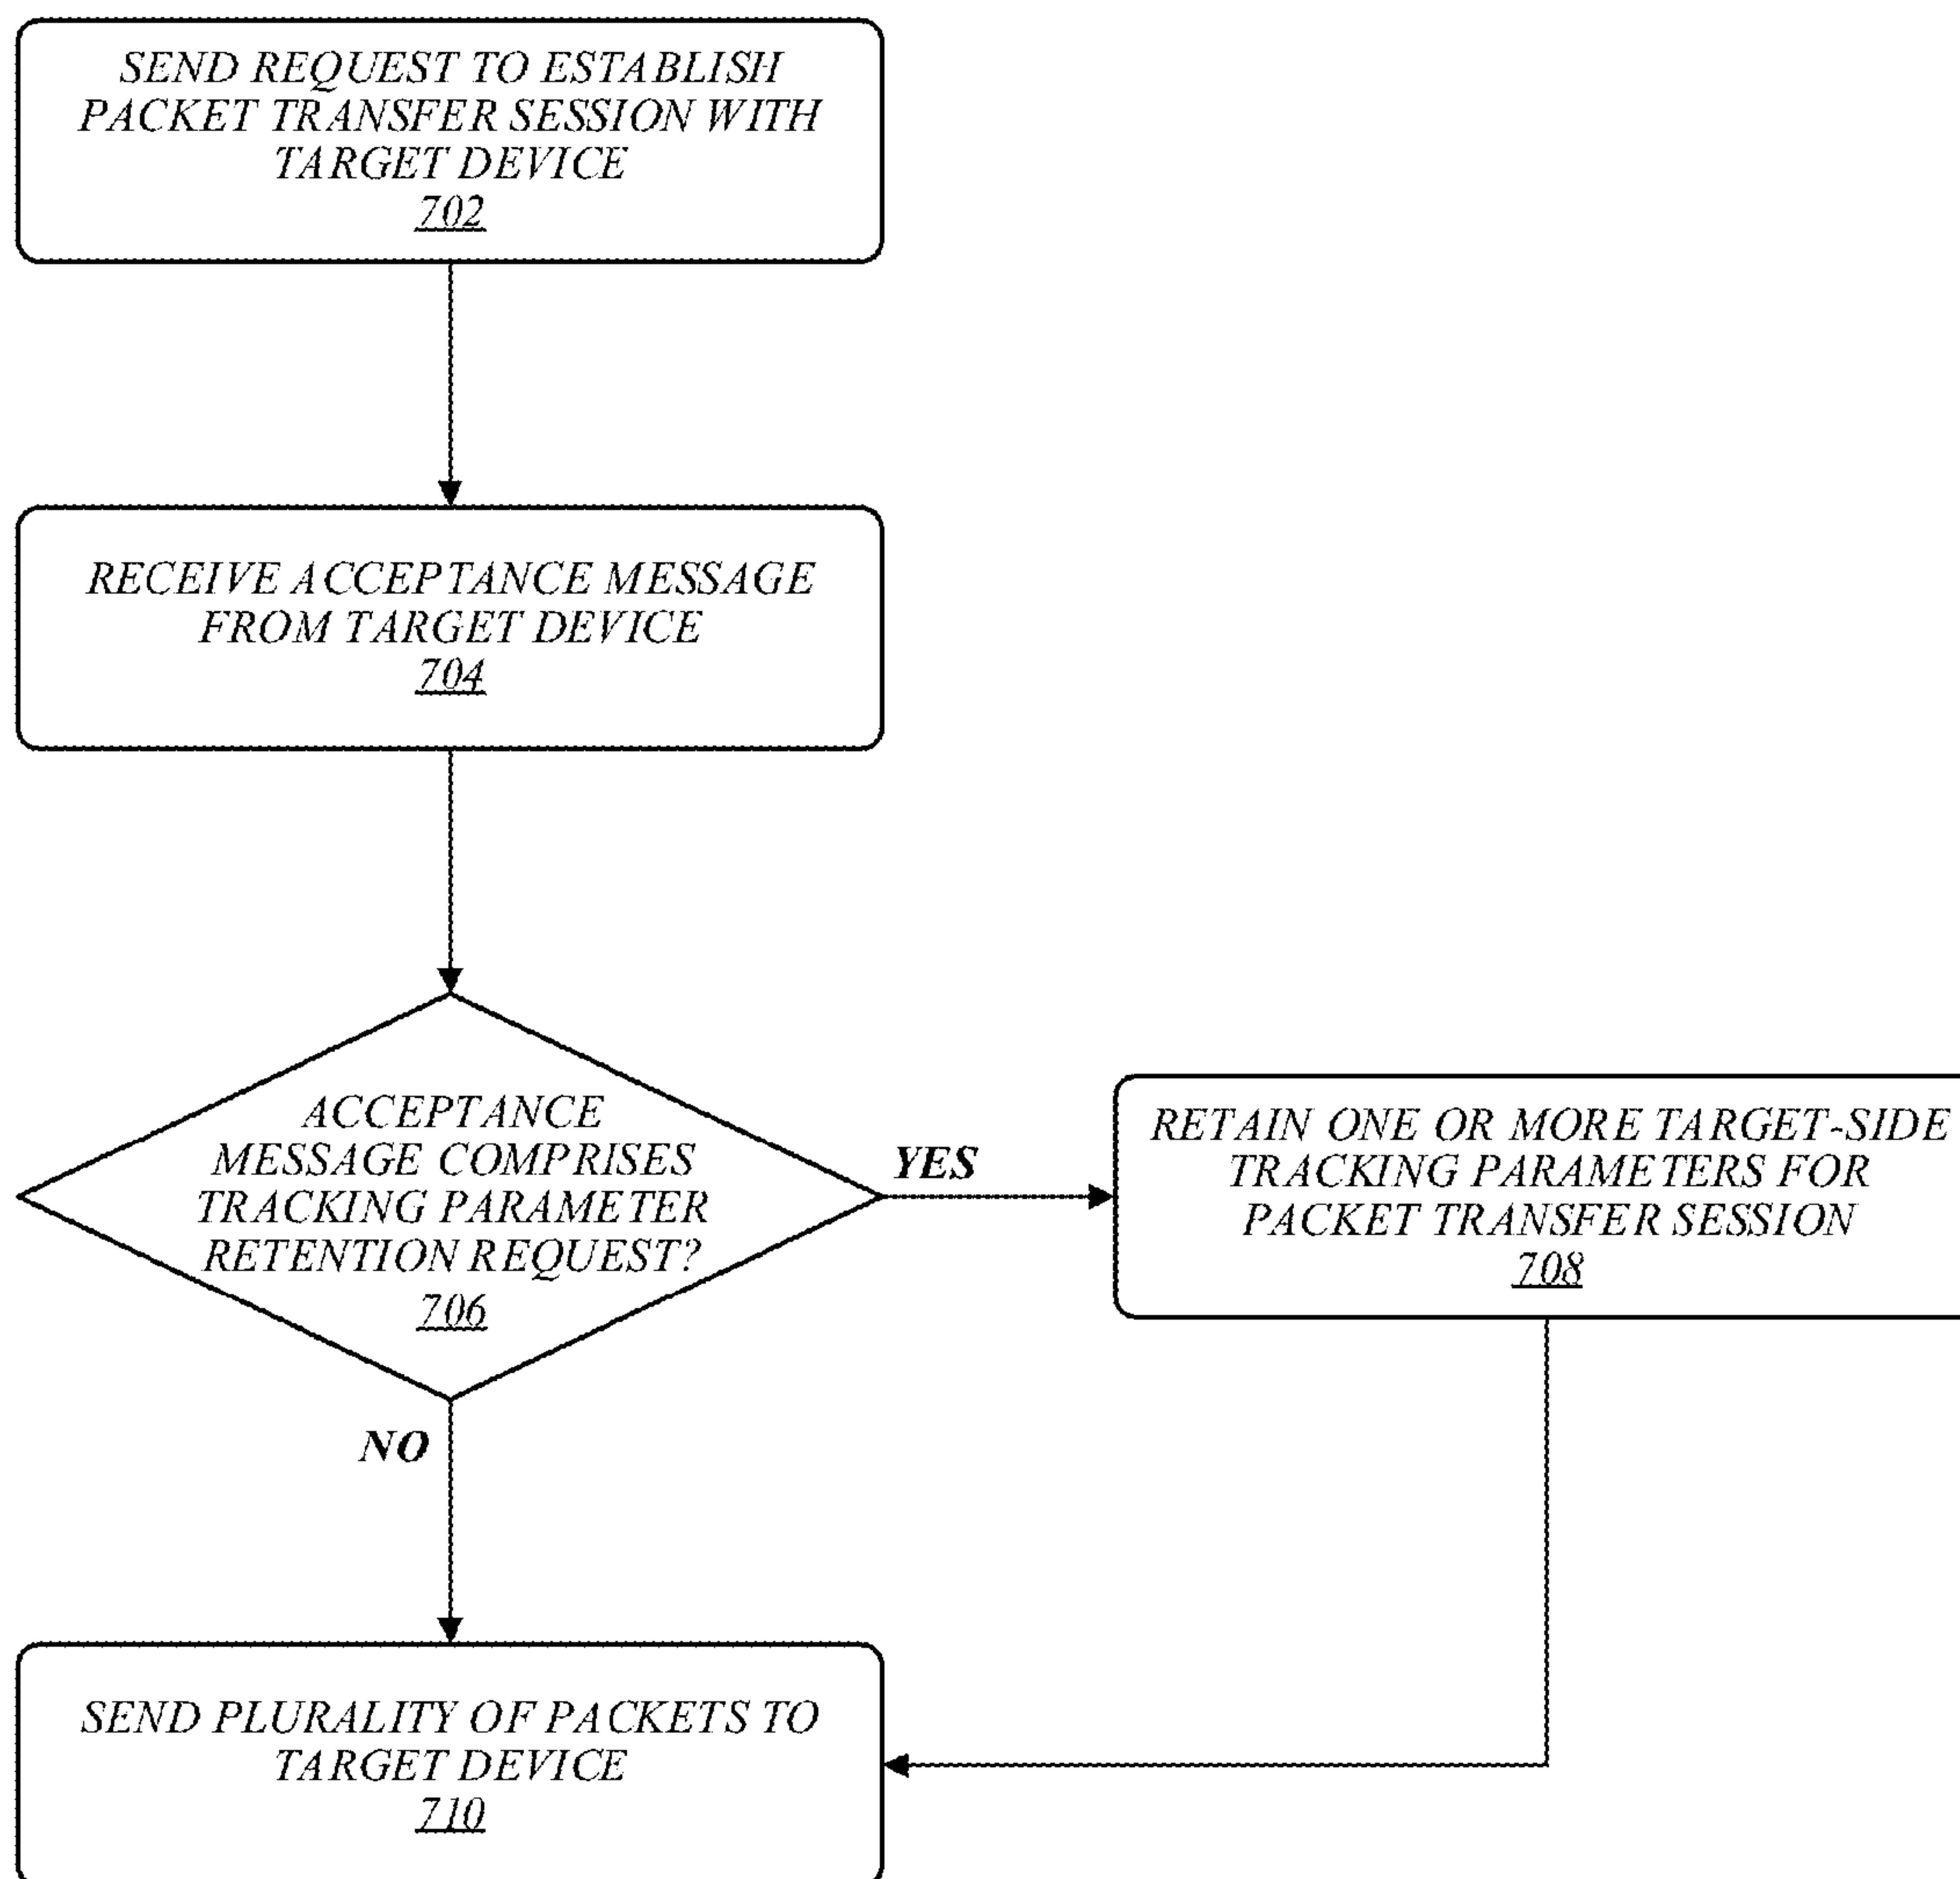 SEND REQUEST TO ESTABLISH
PACKET TRANSFER SESSION WITH
TARGET DEVICE
702
RECEIVE ACCEPTANCE MESSAGE
FROM TARGET DEVICE
704
ACCEPTANCE
MESSAGE COMPRISES
TRACKING PARAMETER
RETENTION REQUEST?
706
YES
RETAIN ONE OR MORE TARGET-SIDE
TRACKING PARAMETERS FOR
PACKET TRANSFER SESSION
708
NO
SEND PLURALITY OF PACKETS TO
TARGET DEVICE
710